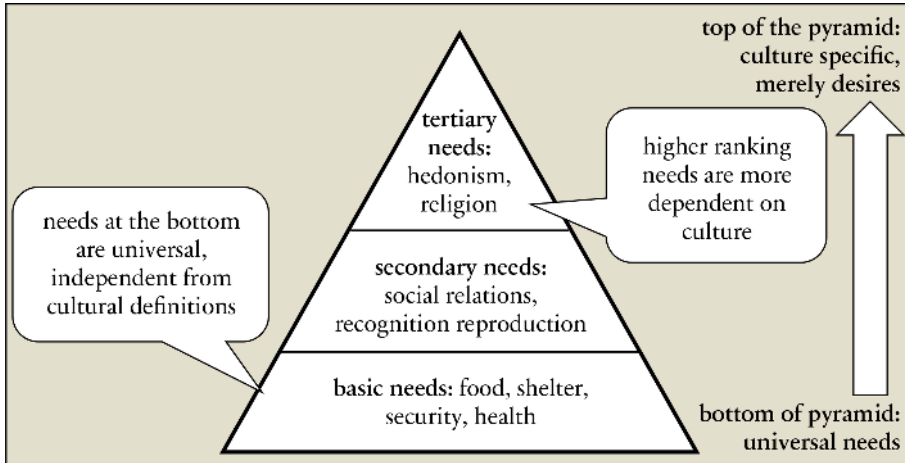 top of the pyramid:
culture specific,
merely desires
tertiary
needs:
hedonism,
religion
higher ranking
needs are more
dependent on
culture
needs at the bottom
are universal,
independent from
cultural definitions
secondary needs:
social relations,
recognition reproduction
basic needs: food, shelter,
security, health
bottom of pyramid:
universal needs